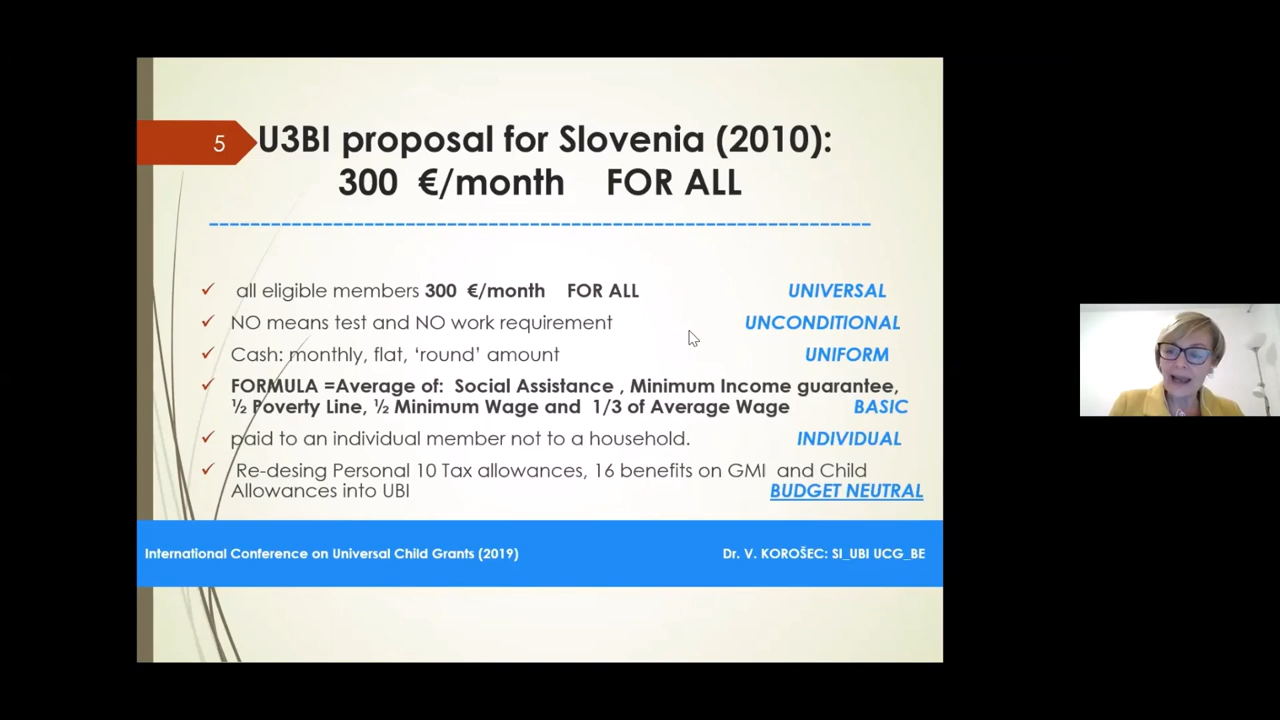 5
U3BI proposal for Slovenia (2010):
300 €/month FOR ALL
all eligible members 300 €/month FOR ALL UNIVERSAL
NO means test and NO work requirement UNCONDITIONAL
Cash: monthly, flat, ‘round’ amount UNIFORM
FORMULA =Average of: Social Assistance , Minimum Income guarantee,
½ Poverty Line, ½ Minimum Wage and 1/3 of Average Wage BASIC
paid to an individual member not to a household. INDIVIDUAL
Re-desing Personal 10 Tax allowances, 16 benefits on GMI and Child
Allowances into UBI BUDGET NEUTRAL
International Conference on Universal Child Grants (2019) Dr. V. KOROŠEC: SI_UBI UCG_BE